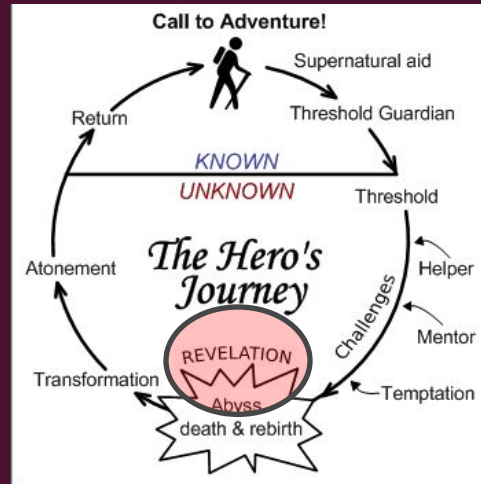 Call to Adventure!
Supernatural aid
Threshold Guardian
Return
KNOWN
UNKNOWN
Threshold
The Hero's
Journey
Atonement
Helper
Challenges
Mentor
REVELATION
Transformation
Temptation
Abyss
death & rebirth